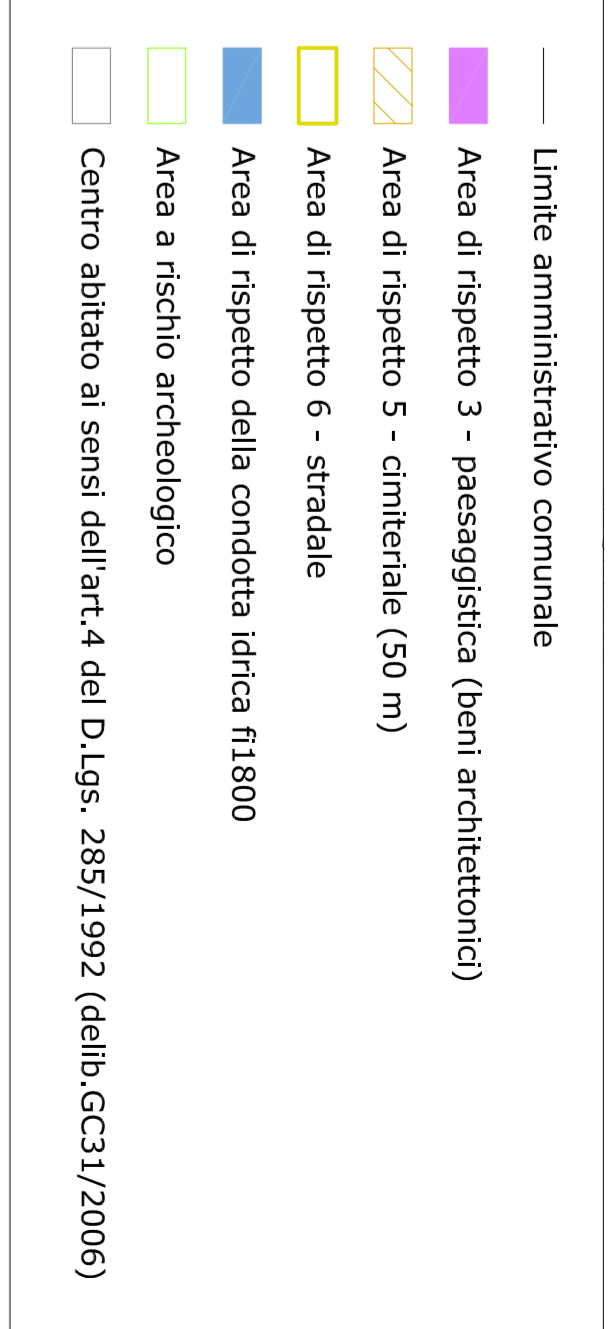 Limite amministrativo comunale
Area di rispetto 3 - paesaggistica (beni architettonici)
Area di rispetto 5 - cimiteriale (50 m)
Area di rispetto 6 - stradale
Area di rispetto della condotta idrica fi1800
Area a rischio archeologico
Centro abitato ai sensi dell'art.4 del D.Lgs. 285/1992 (delib.GC31/2006)